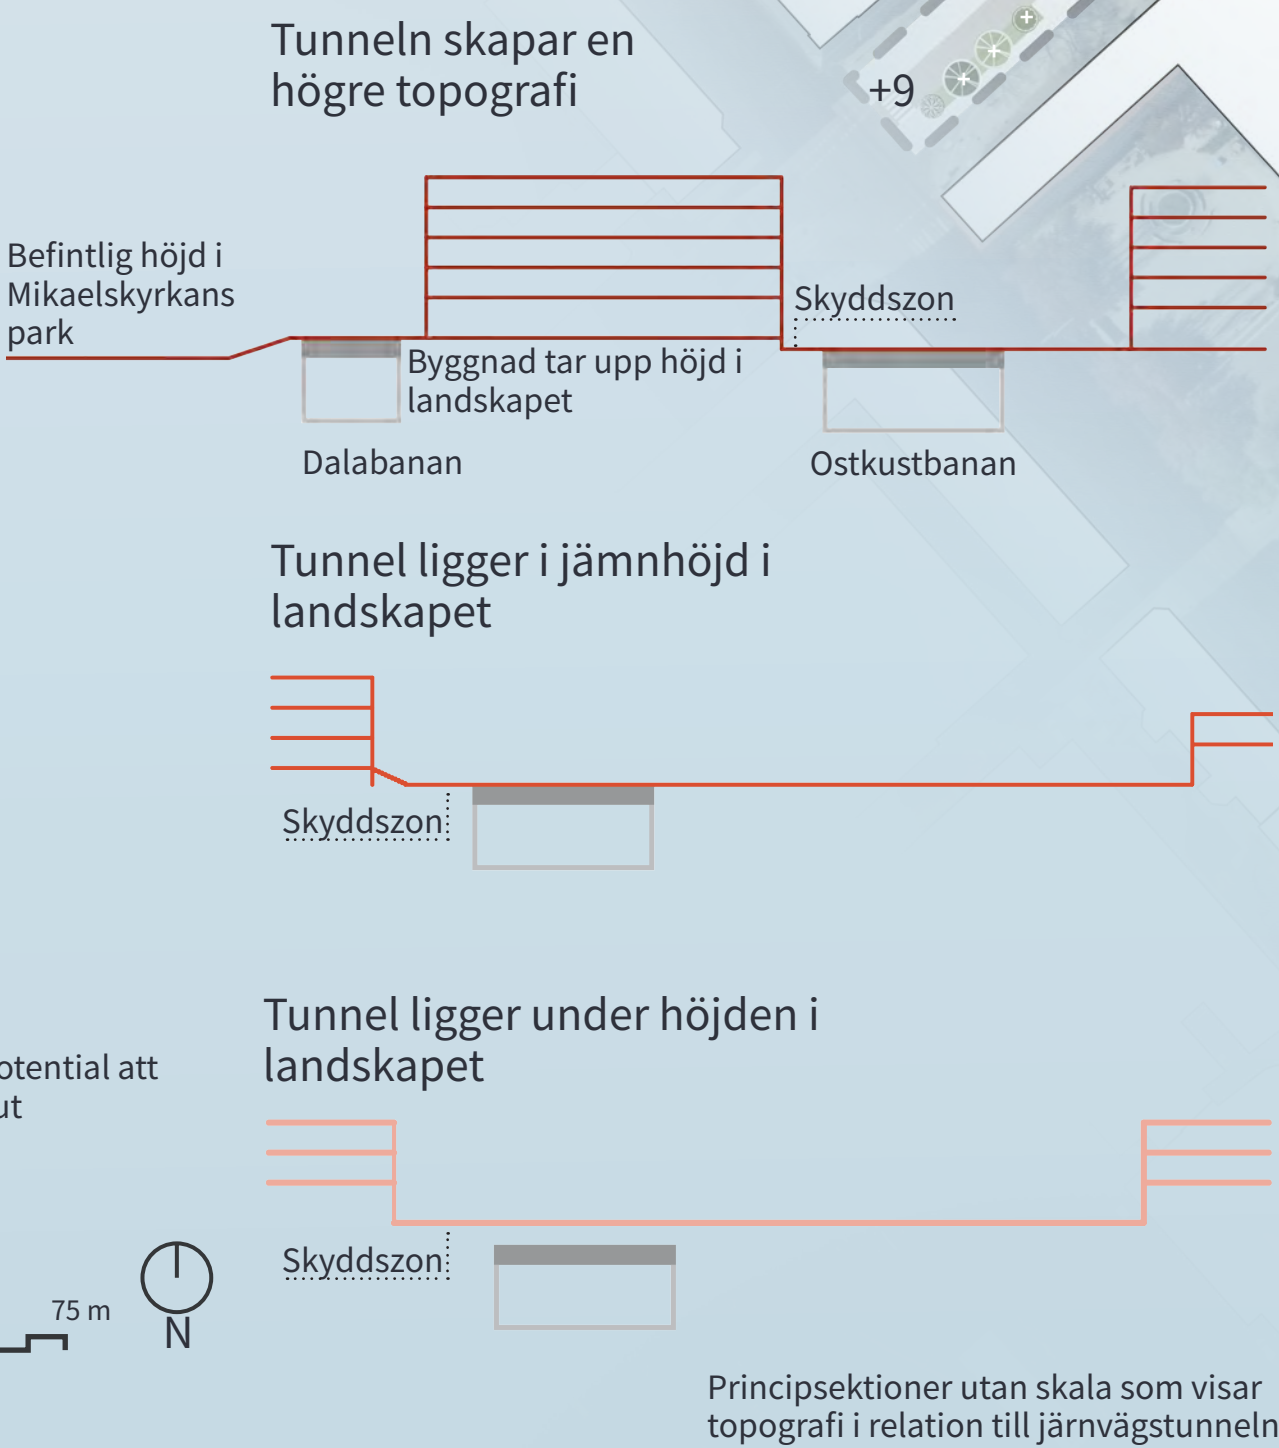 Tunneln skapar en
högre topografi
+9
Befintlig höjd i
Mikaelskyrkans
park
Skyddszon
Byggnad tar upp höjd i
landskapet
Dalabanan
Ostkustbanan
Tunnel ligger i jämnhöjd i
landskapet
Skyddszon
Tunnel ligger under höjden i
landskapet
otential att
ut
Skyddszon
75 m
N
Principsektioner utan skala som visar
topografi i relation till järnvägstunneln